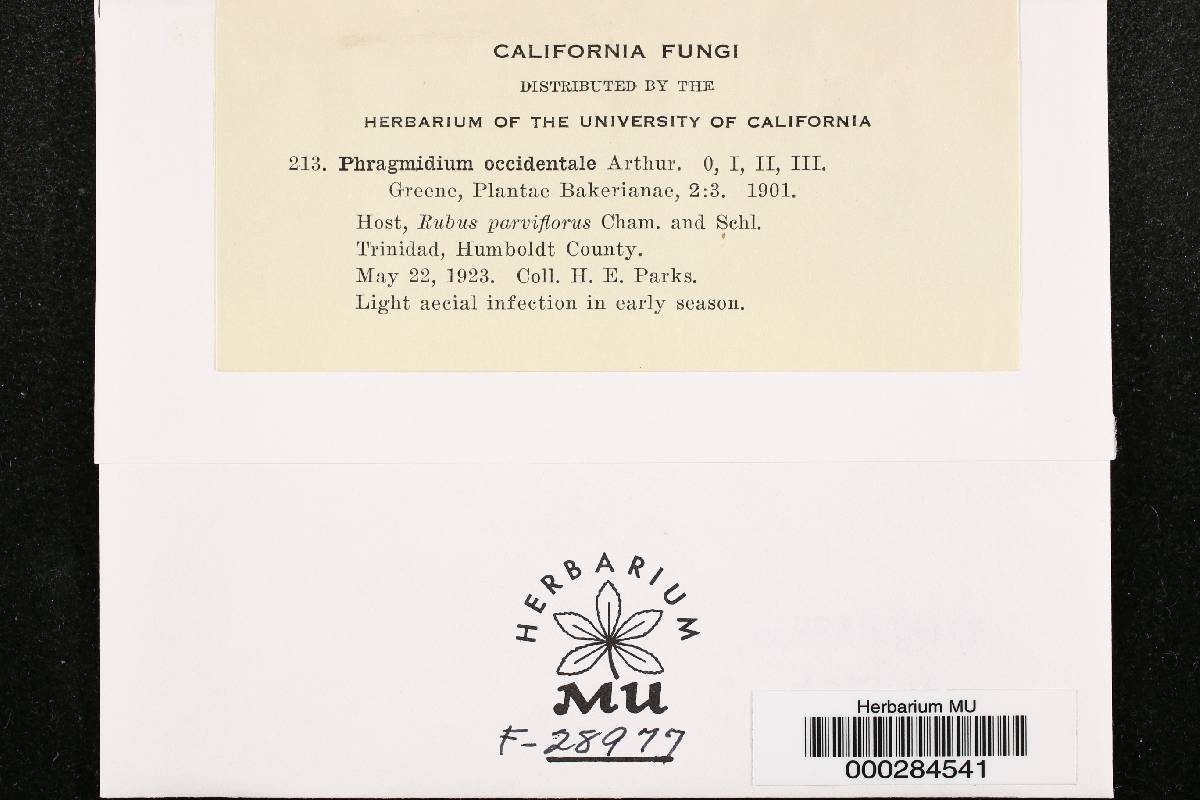 CALIFORNIA FUNGI
DISTRIBUTED BY THE
HERBARIUM OF THE UNIVERSITY OF CALIFORNIA
213. Phragmidium occidentale Arthur. 0, I, II, III.
Greene, Plantae Bakerianae, 2:3. 1901.
Host, Rubus parviflorus Cham. and Schl.
Trinidad, Humboldt County.
May 22, 1923. Coll. H. E. Parks.
Light aecial infection in early season.
HERBARIUM
MU
F-28977
Herbarium MU
000284541